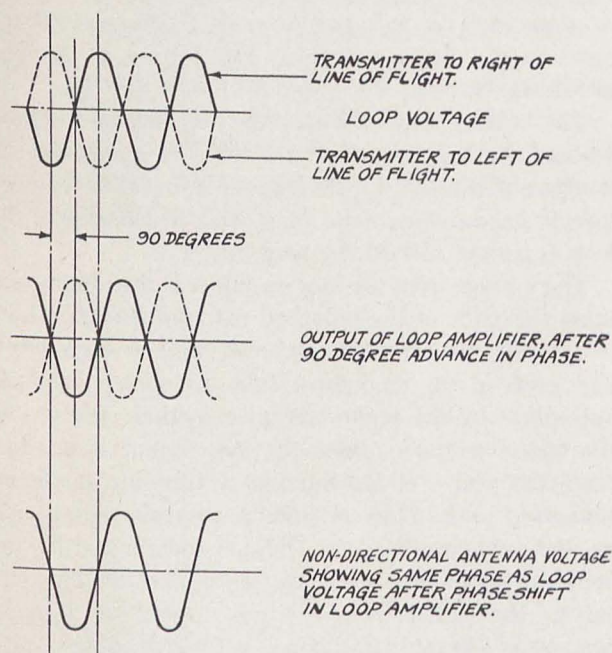 TRANSMITTER TO RIGHT OF
LINE OF FLIGHT.
LOOP VOLTAGE
TRANSMITTER TO LEFT OF
LINE OF FLIGHT.
90 DEGREES
OUTPUT OF LOOP AMPLIFIER, AFTER
90 DEGREE ADVANCE IN PHASE.
NON-DIRECTIONAL ANTENNA VOLTAGE
SHOWING SAME PHASE AS LOOP
VOLTAGE AFTER PHASE SHIFT
IN LOOP AMPLIFIER.